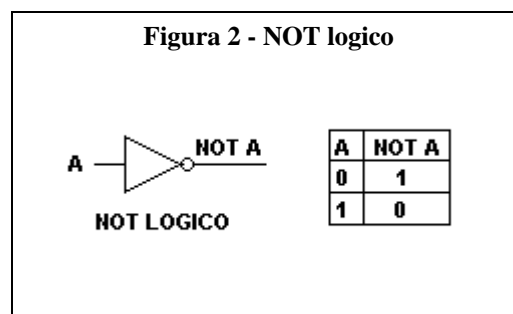 Figura 2 - NOT logico
A NOT A
NOT LOGICO
A NOT A
0 1
1 0